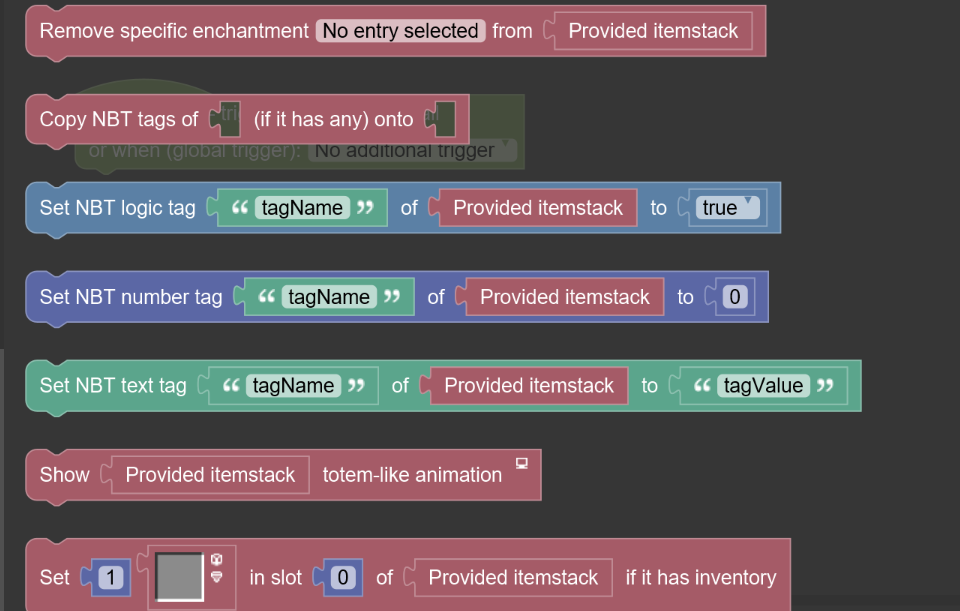 Remove specific enchantment No entry selected from Provided itemstack
Copy NBT tags of (if it has any) onto
or when (global trigger): No additional trigger
Set NBT logic tag “ tagName ” of Provided itemstack to true
Set NBT number tag “ tagName ” of Provided itemstack to 0
Set NBT text tag “ tagName ” of Provided itemstack to “ tagValue ”
Show Provided itemstack totem-like animation
Set 1 in slot 0 of Provided itemstack if it has inventory